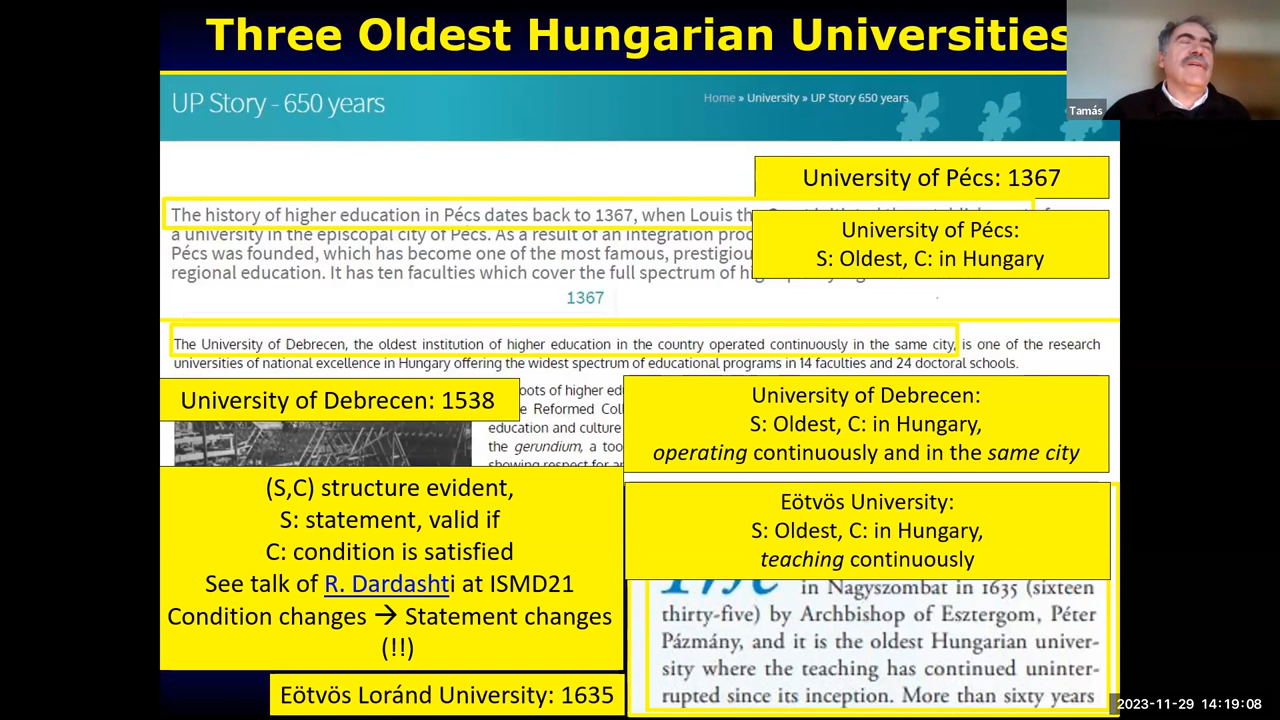 Three Oldest Hungarian Universities
Tamás
UP Story - 650 years
Home » University » UP Story 650 years
University of Pécs: 1367
The history of higher education in Pécs dates back to 1367, when Louis
a university in the episcopal city of Pécs. As a result of an integration
Pécs was founded, which has become one of the most famous,
regional education. It has ten faculties which cover the full spectrum of
1367
University of Pécs:
S: Oldest, C: in Hungary
The University of Debrecen, the oldest institution of higher education in the country operated continuously in the same city, is one of the research
universities of national excellence in Hungary offering the widest spectrum of educational programs in 14 faculties and 24 doctoral schools.
University of Debrecen: 1538
of higher
Reformed
education and culture
the gerundium, a
showing respect for
University of Debrecen:
S: Oldest, C: in Hungary,
operating continuously and in the same city
(S,C) structure evident,
S: statement, valid if
C: condition is satisfied
See talk of R. Dardashti at ISMD21
Condition changes → Statement changes
(!!)
Eötvös University:
S: Oldest, C: in Hungary,
teaching continuously
in Nagyszombat in 1635 (sixteen
thirty-five) by Archbishop of Esztergom, Péter
Pázmány, and it is the oldest Hungarian univer-
sity where the teaching has continued uninter-
rupted since its inception. More than sixty years
Eötvös Loránd University: 1635
2023-11-29 14:19:08